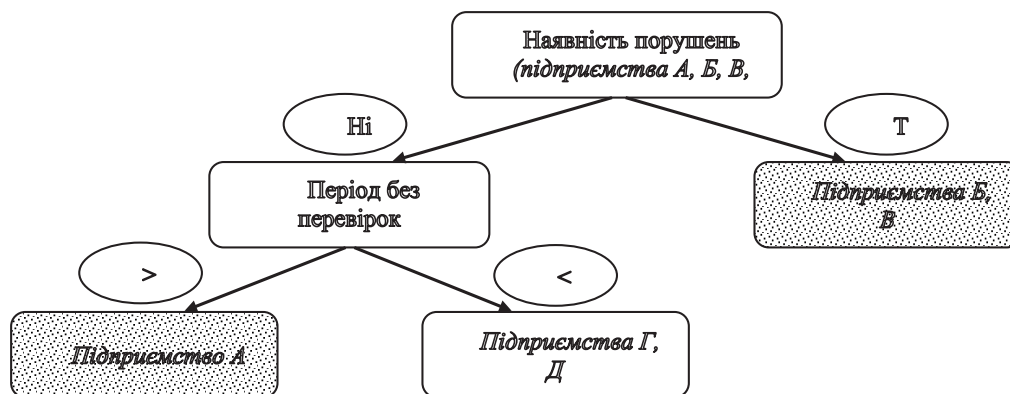 Наявність порушень
(підприємства А, Б, В,
Ні
Т
Період без
перевірок
Підприємства Б,
В
>
<
Підприємство А
Підприємства Г,
Д